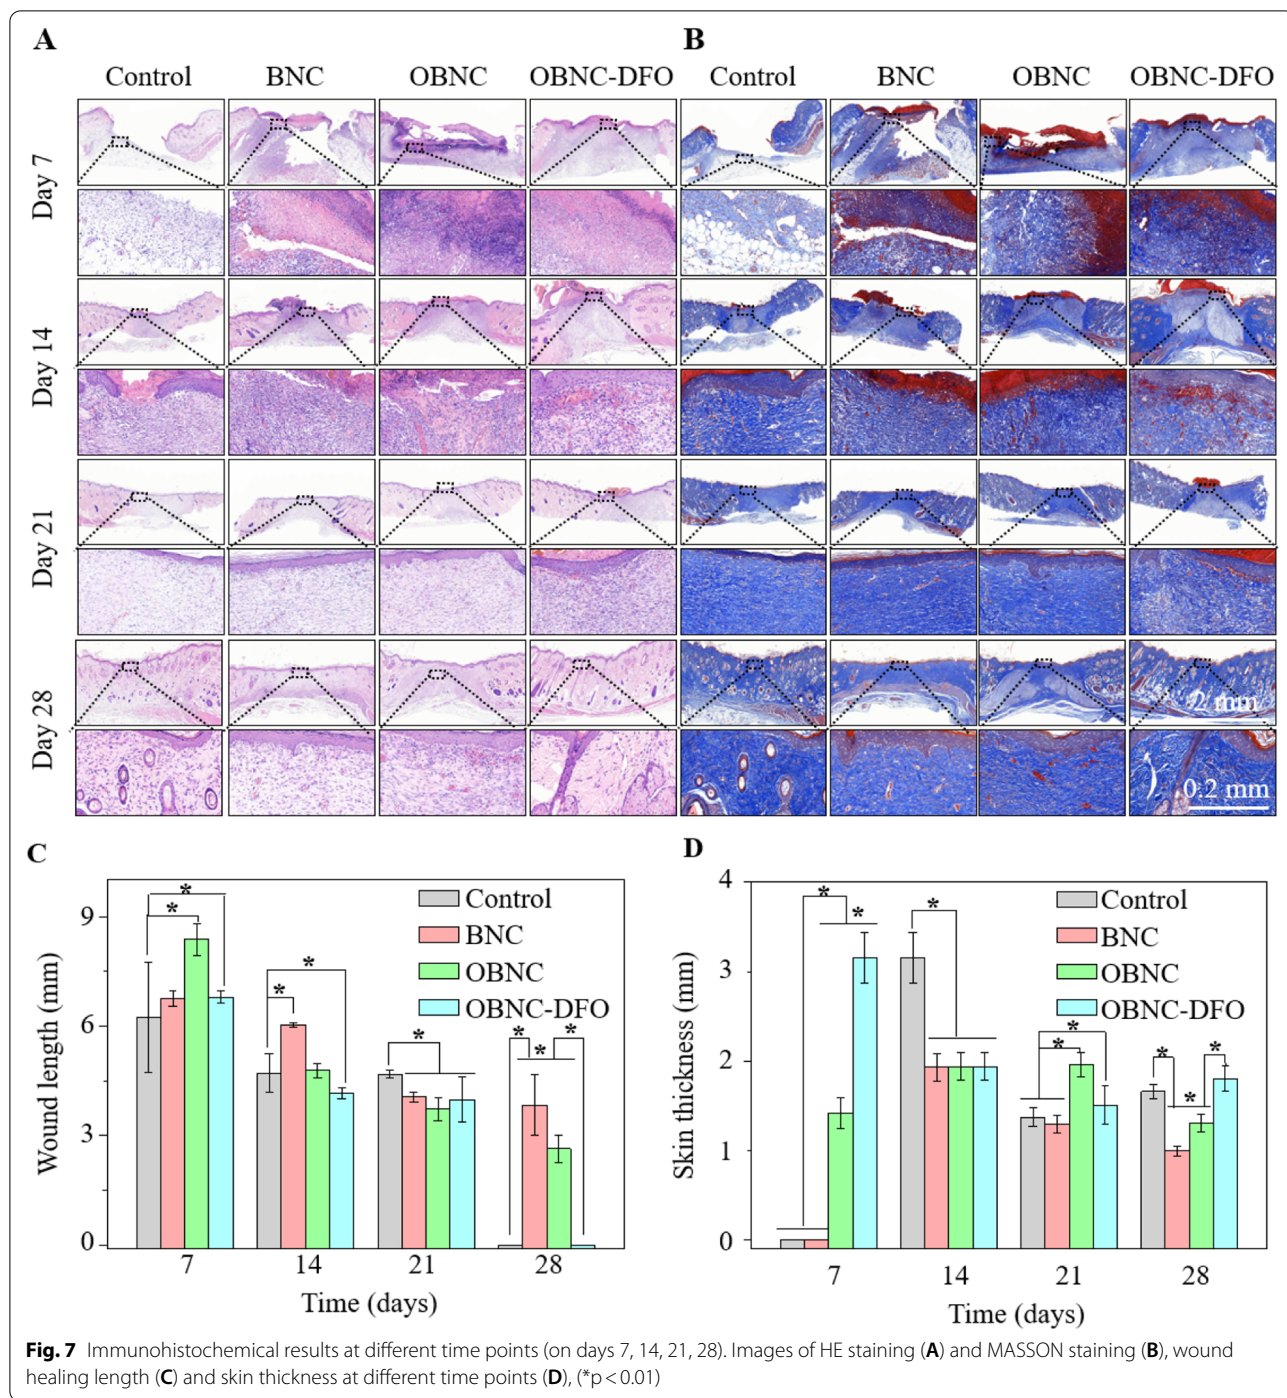 A
B
Control BNC OBNC OBNC-DFO Control BNC OBNC OBNC-DFO
Day 7
Day 14
Day 21
Day 28
2 mm
0.2 mm
C
Wound length (mm)
9
6
3
0
* *
* *
*
* * *
Control
BNC
OBNC
OBNC-DFO
7 14 21 28
Time (days)
D
Skin thickness (mm)
4
3
2
1
0
* *
*
* *
* * *
Control
BNC
OBNC
OBNC-DFO
7 14 21 28
Time (days)
Fig. 7 Immunohistochemical results at different time points (on days 7, 14, 21, 28). Images of HE staining (A) and MASSON staining (B), wound
healing length (C) and skin thickness at different time points (D), (*p < 0.01)